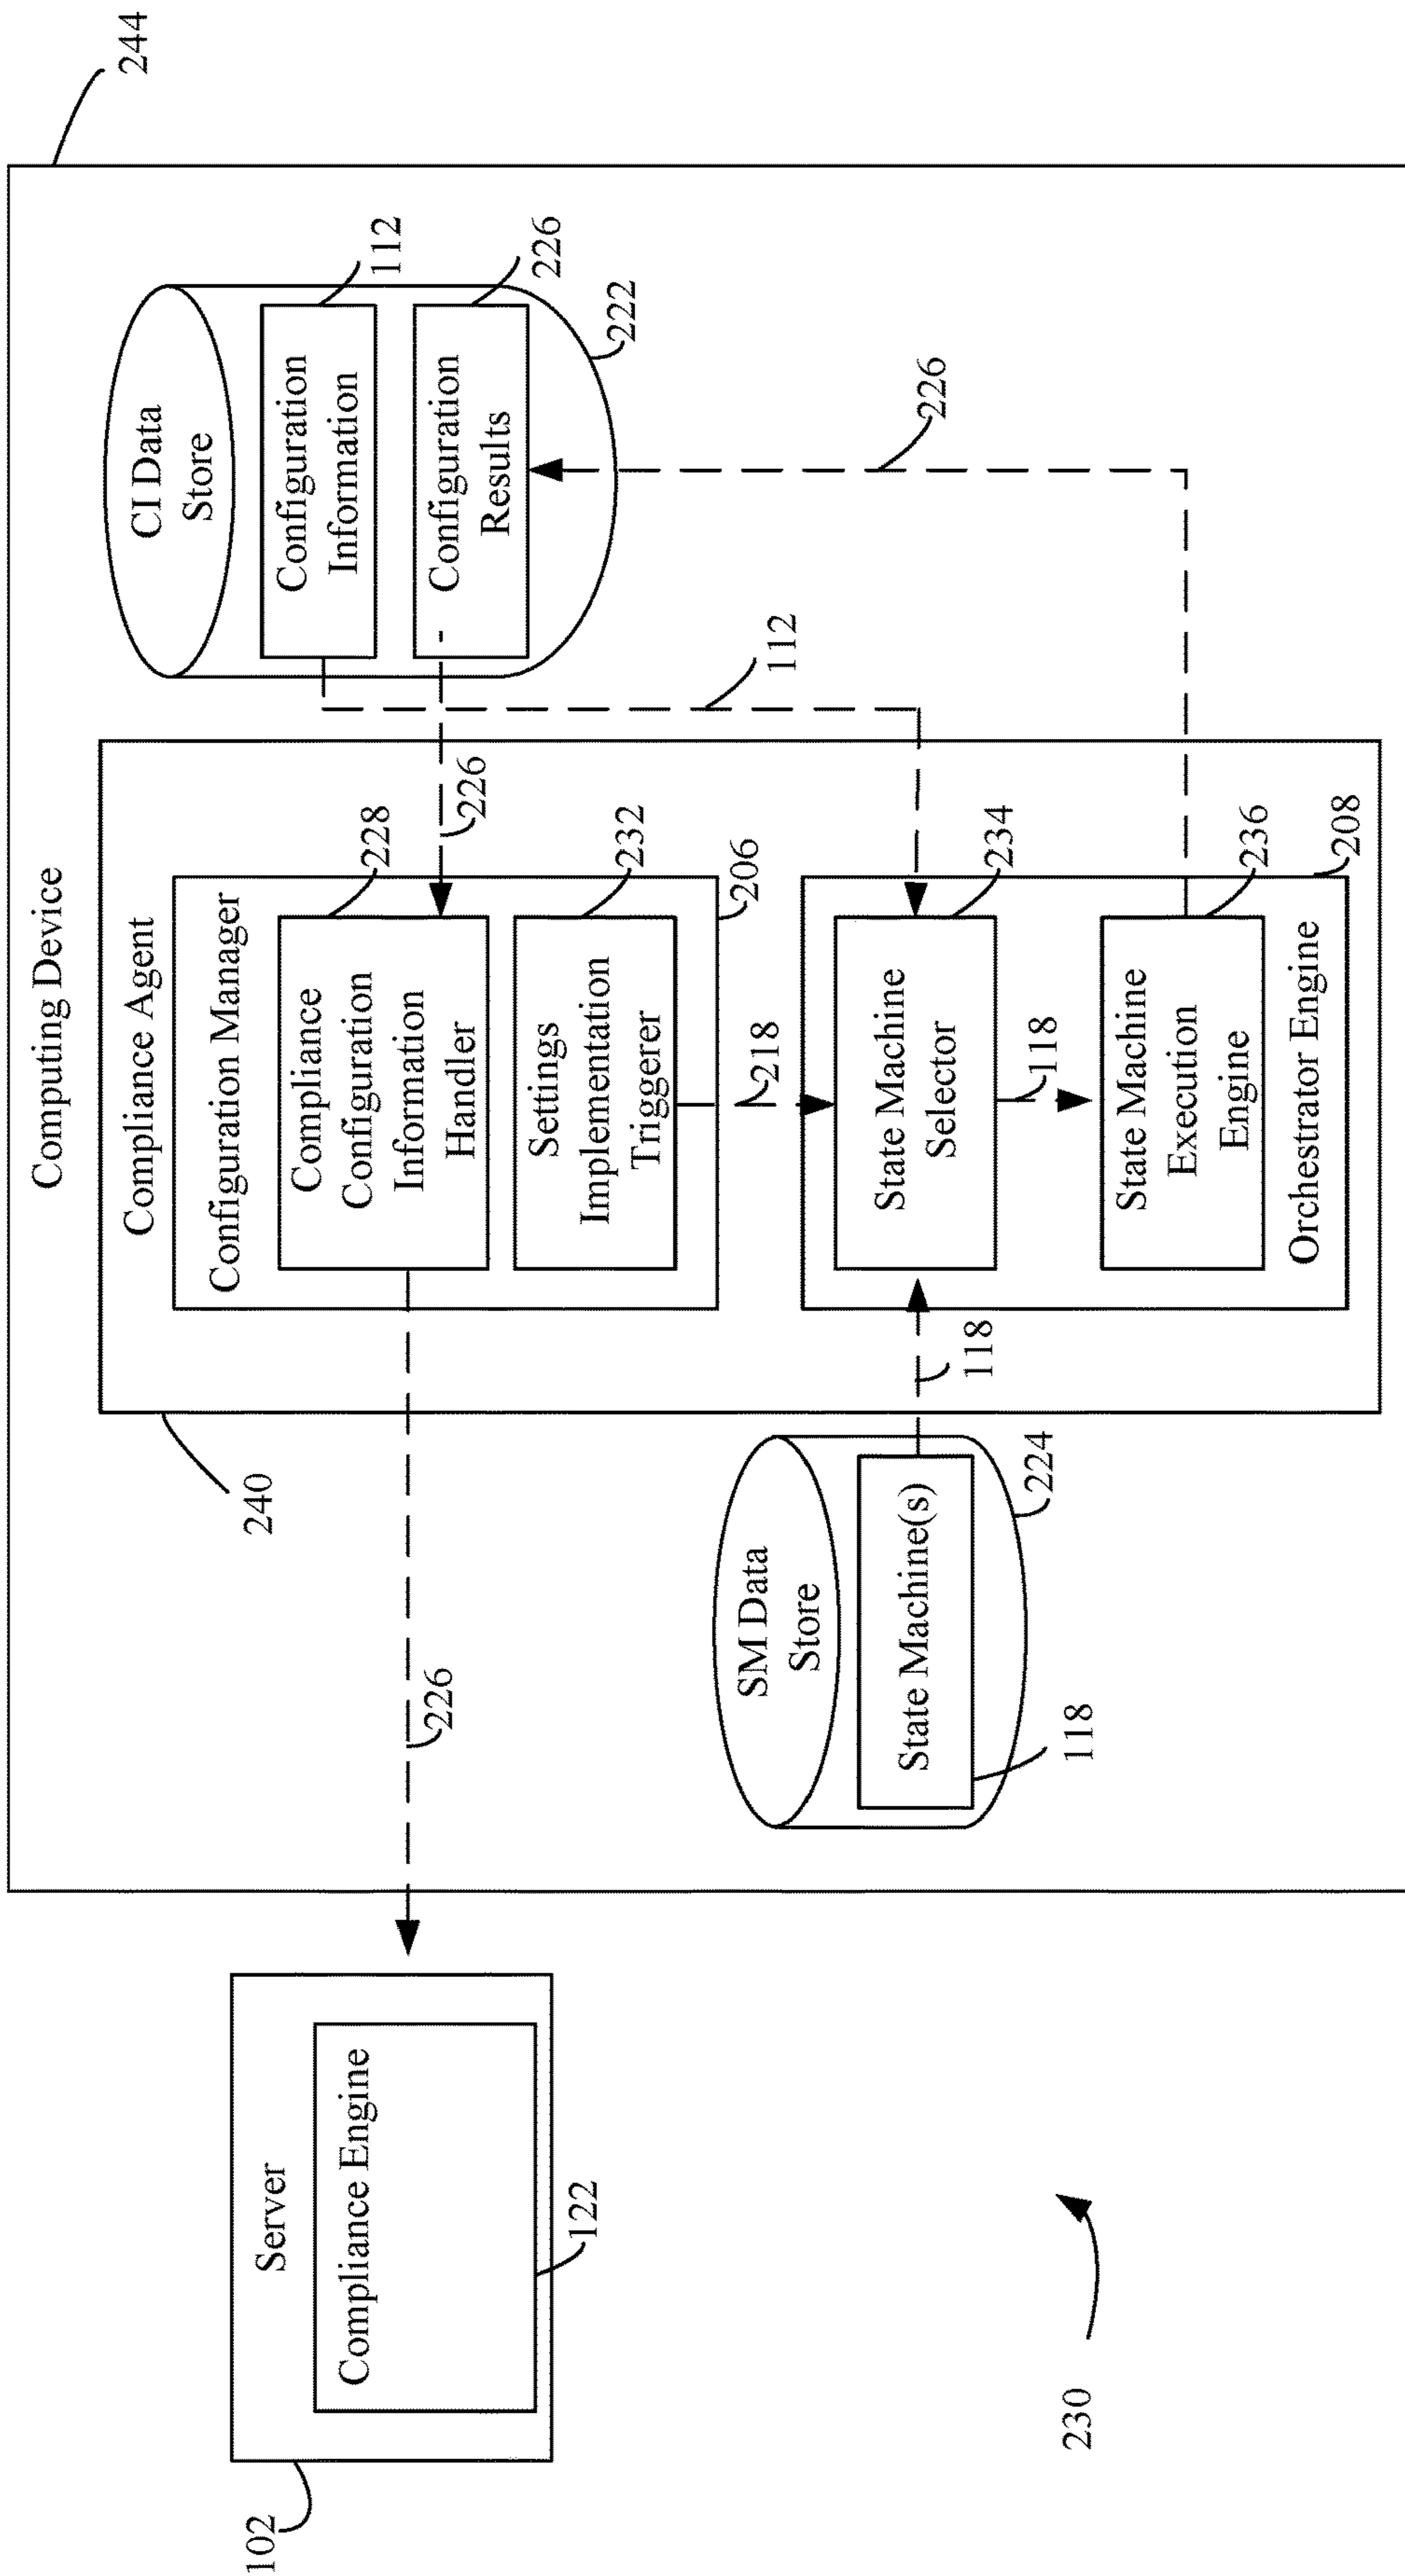 Computing Device
244
Server
Compliance Engine
122
102
226
240
Compliance Agent
Configuration Manager
Compliance
Configuration
Information
Handler
228
Settings
Implementation
Triggerer
232
206
226
CI Data
Store
Configuration
Information
112
Configuration
Results
226
222
112
218
SM Data
Store
State Machine(s)
118
224
118
State Machine
Selector
234
118
State Machine
Execution
Engine
236
Orchestrator Engine
208
226
230